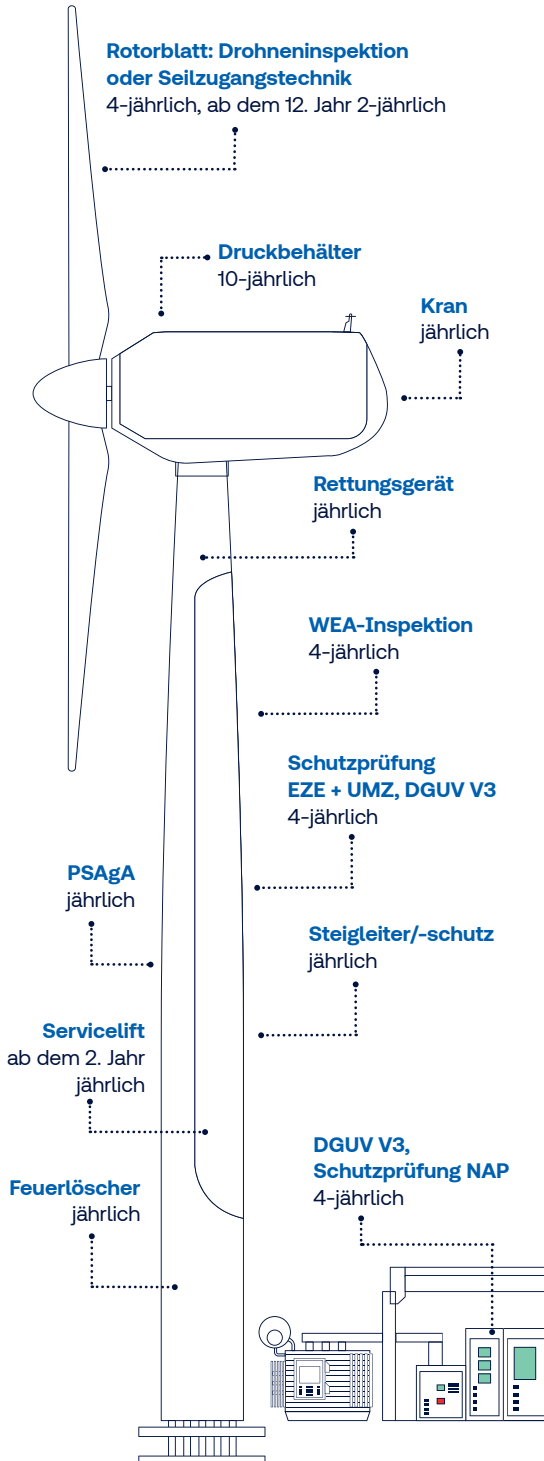 Rotorblatt: Drohneninspektion
oder Seilzugangstechnik
4-jährlich, ab dem 12. Jahr 2-jährlich
Druckbehälter
10-jährlich
Kran
jährlich
Rettungsgerät
jährlich
WEA-Inspektion
4-jährlich
Schutzprüfung
EZE + UMZ, DGUV V3
4-jährlich
PSAgA
jährlich
Steigleiter/-schutz
jährlich
Servicelift
ab dem 2. Jahr
jährlich
DGUV V3,
Schutzprüfung NAP
4-jährlich
Feuerlöscher
jährlich